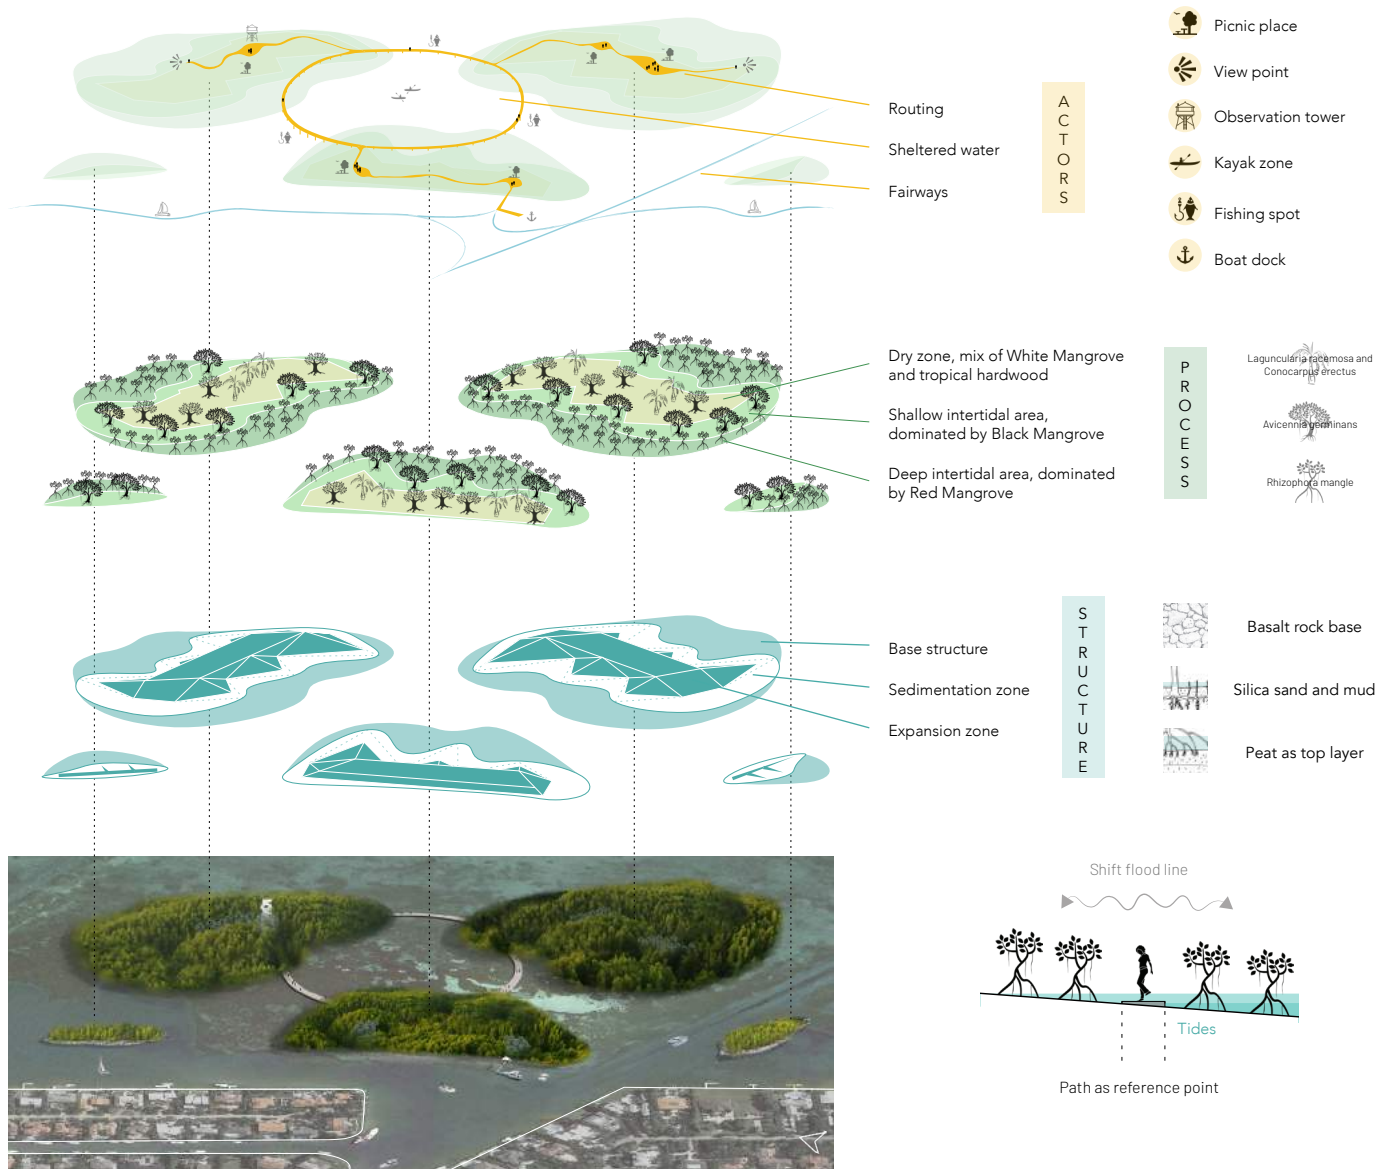 Picnic place
View point
Observation tower
Kayak zone
Fishing spot
Boat dock
Routing
Sheltered water
Fairways
ACTORS
Dry zone, mix of White Mangrove
and tropical hardwood
Shallow intertidal area,
dominated by Black Mangrove
Deep intertidal area, dominated
by Red Mangrove
PROCESS
Laguncularia racemosa and
Conocarpus erectus
Avicennia germinans
Rhizophora mangle
Base structure
Sedimentation zone
Expansion zone
STRUCTURE
Basalt rock base
Silica sand and mud
Peat as top layer
Shift flood line
Tides
Path as reference point